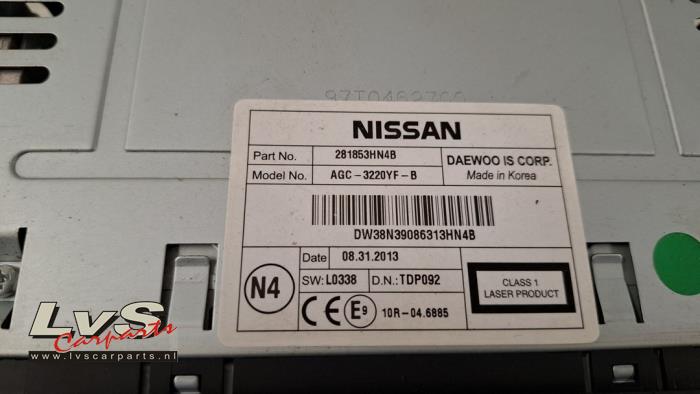 NISSAN
Part No. 281853HN4B
Model No. AGC-3220YF-B
DAEWOO IS CORP.
Made in Korea
DW38N39086313HN4B
N4
Date 08.31.2013
SW: L0338 D.N.: TDP092
CE E9 10R-04.6885
CLASS 1
LASER PRODUCT
LvS
Carparts
www.lvscarparts.nl